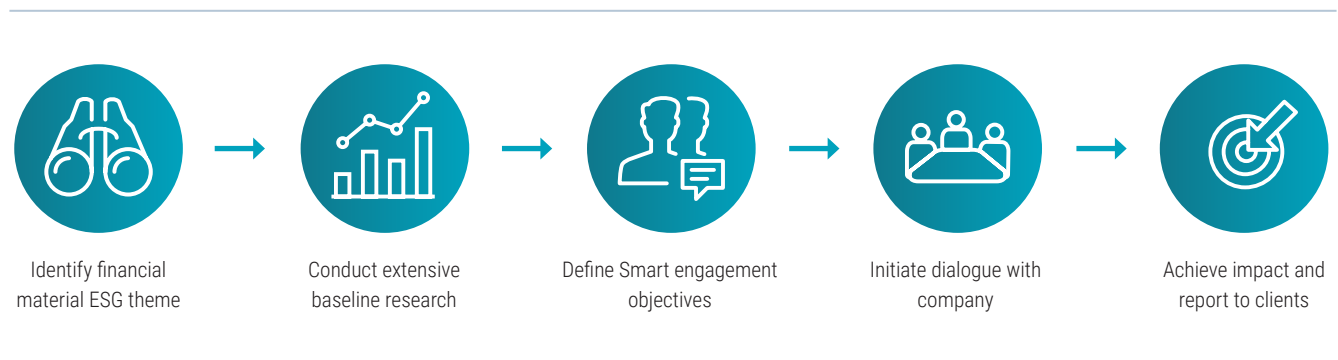 Identify financial
material ESG theme
Conduct extensive
baseline research
Define Smart engagement
objectives
Initiate dialogue with
company
Achieve impact and
report to clients